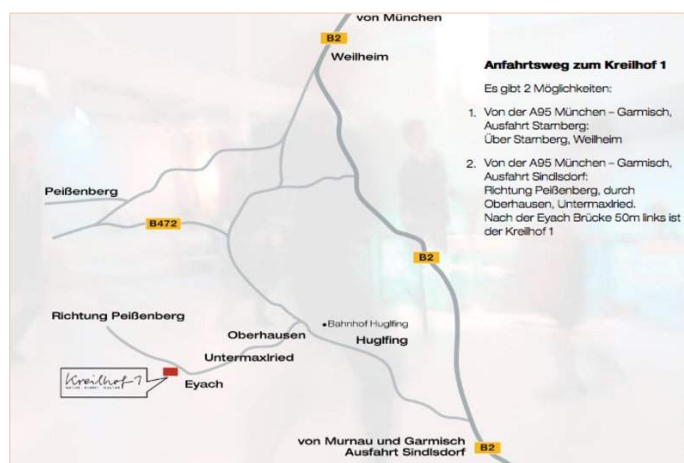 von München
B2
Weilheim
Anfahrtsweg zum Kreilhof 1
Es gibt 2 Möglichkeiten:
1. Von der A95 München – Garmisch,
Ausfahrt Starnberg:
Über Starnberg, Weilheim
2. Von der A95 München – Garmisch,
Ausfahrt Sindlsdorf:
Richtung Peißenberg, durch
Oberhausen, Untermaxlried.
Nach der Eyach Brücke 50m links ist
der Kreilhof 1
Peißenberg
B472
B2
Richtung Peißenberg
Bahnhof Huglfing
Oberhausen
Huglfing
Untermaxlried
Kreilhof 1
Eyach
von Murnau und Garmisch
Ausfahrt Sindlsdorf
B2